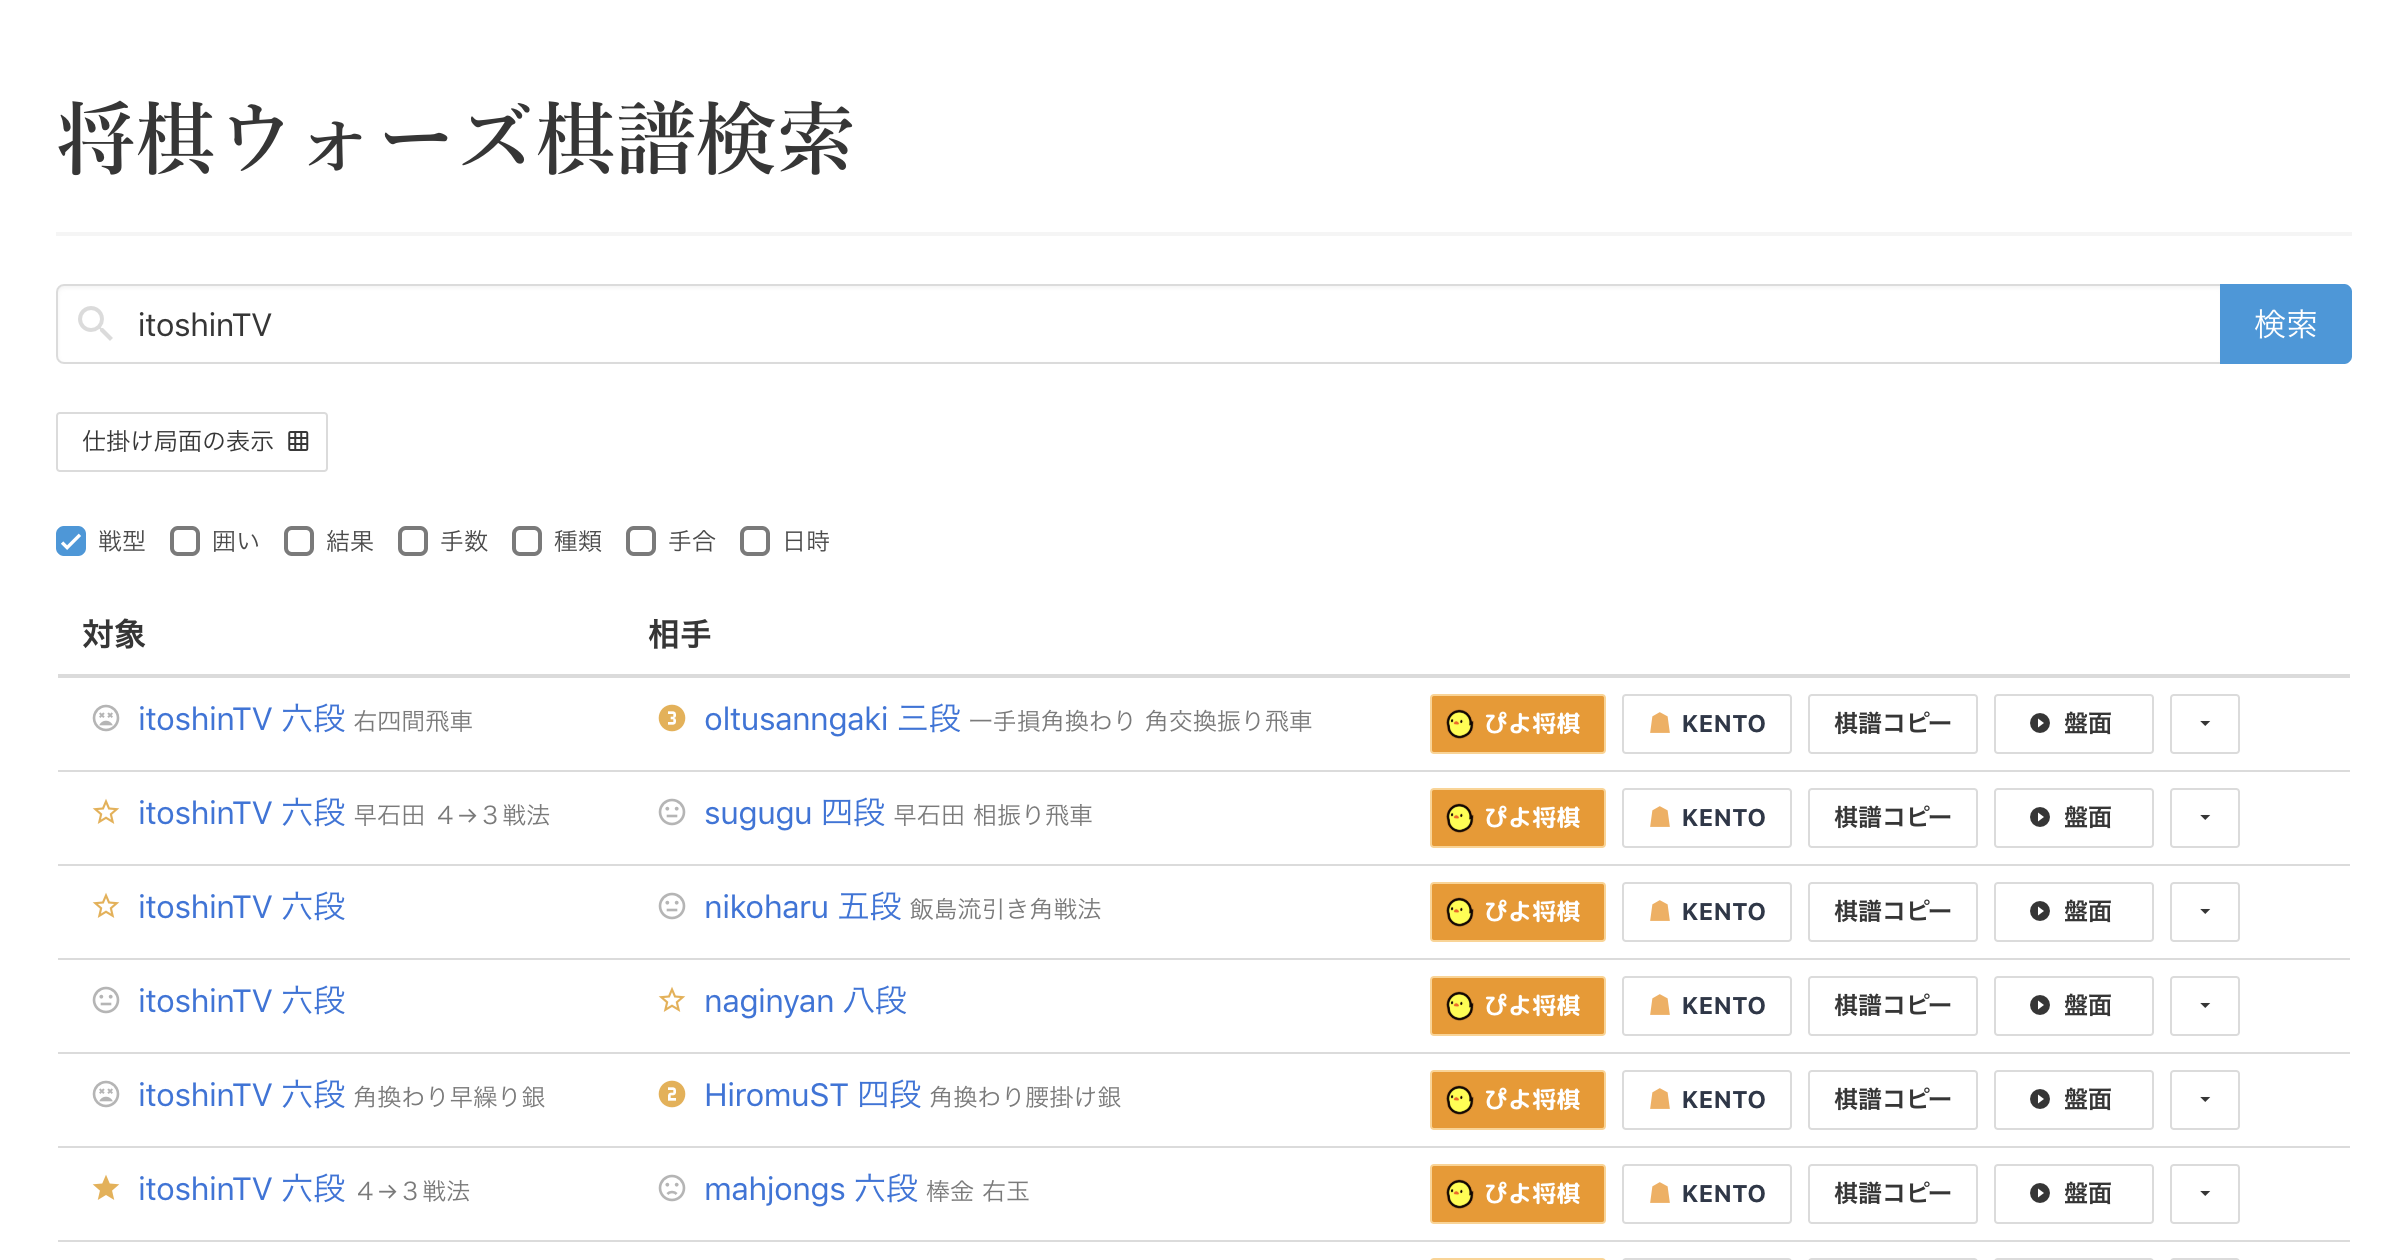 将棋ウォーズ棋譜検索
itoshinTV 検索
仕掛け局面の表示
戦型 囲い 結果 手数 種類 手合 日時
対象 相手
itoshinTV 六段 右四間飛車 3 oltusanngaki 三段 一手損角換わり 角交換振り飛車 ぴよ将棋 KENTO 棋譜コピー 盤面
itoshinTV 六段 早石田 4→3戦法 sugugu 四段 早石田 相振り飛車 ぴよ将棋 KENTO 棋譜コピー 盤面
itoshinTV 六段 nikoharu 五段 飯島流引き角戦法 ぴよ将棋 KENTO 棋譜コピー 盤面
itoshinTV 六段 naginyan 八段 ぴよ将棋 KENTO 棋譜コピー 盤面
itoshinTV 六段 角換わり早繰り銀 2 HiromuST 四段 角換わり腰掛け銀 ぴよ将棋 KENTO 棋譜コピー 盤面
itoshinTV 六段 4→3戦法 mahjongs 六段 棒金 右玉 ぴよ将棋 KENTO 棋譜コピー 盤面